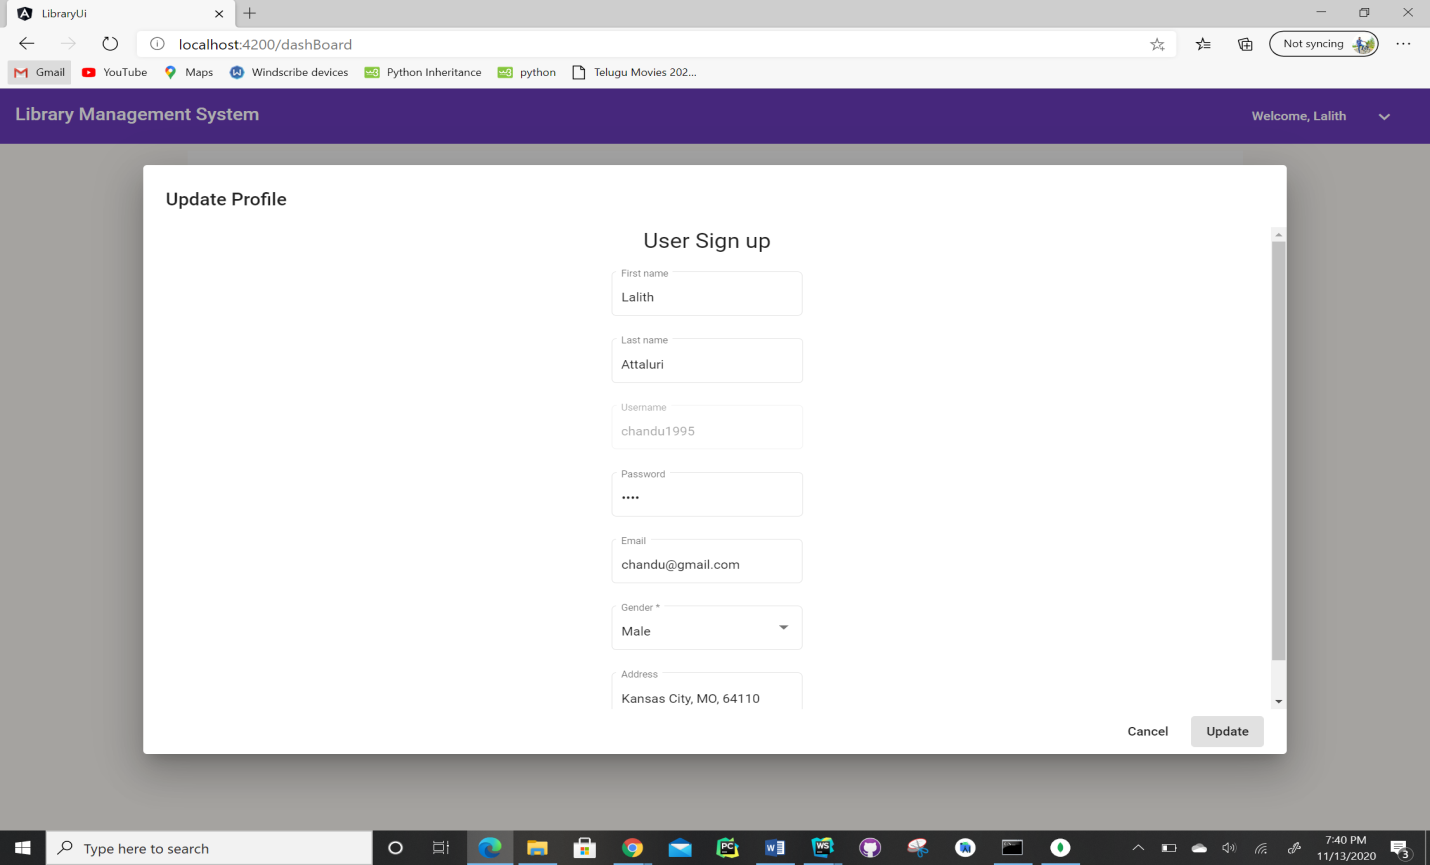 LibraryUi
localhost:4200/dashBoard
Not syncing
Gmail YouTube Maps Windscribe devices Python Inheritance python Telugu Movies 202...
Library Management System
Welcome, Lalith
Update Profile
User Sign up
First name
Lalith
Last name
Attaluri
Username
chandu1995
Password
••••
Email
chandu@gmail.com
Gender *
Male
Address
Kansas City, MO, 64110
Cancel Update
Type here to search
PC
W
WS
7:40 PM
11/13/2020
3